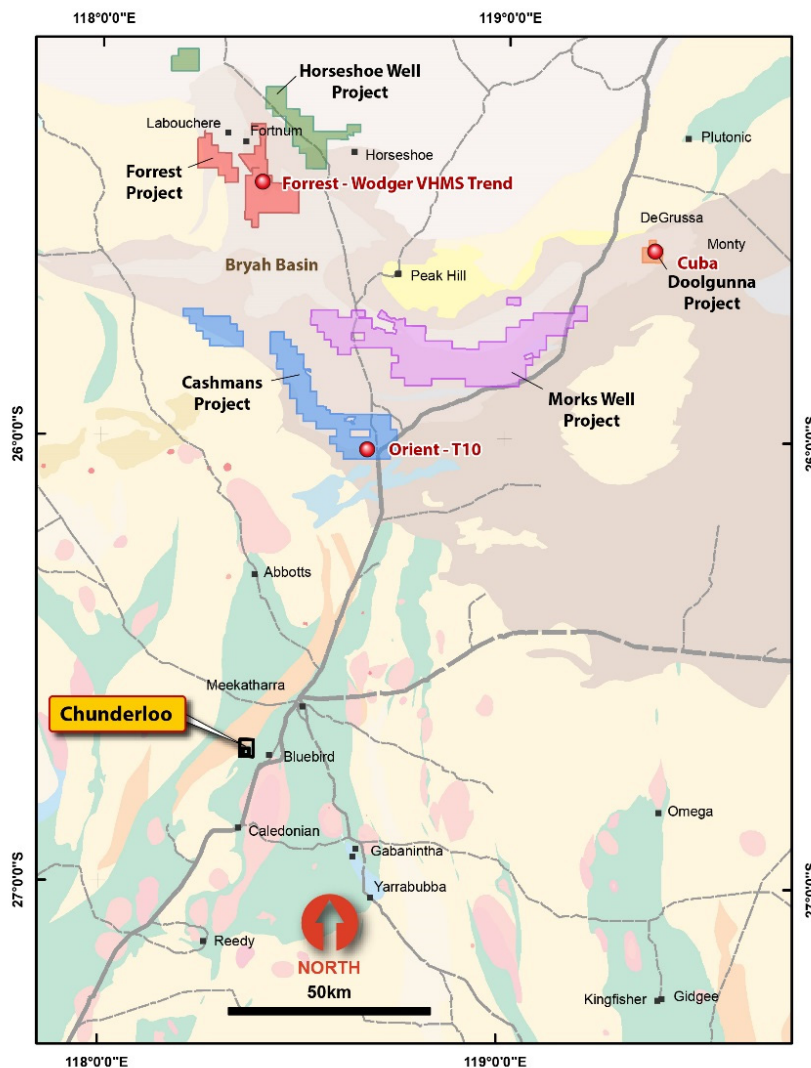 118°0'0"E
119°0'0"E
Horseshoe Well
Project
Labouchere
Fortnum
Horseshoe
Plutonic
Forrest
Project
Forrest - Wodger VHMS Trend
DeGrussa
Monty
Bryah Basin
Cuba
Doolgunna
Project
Peak Hill
Cashmans
Project
Morks Well
Project
26°0'0"S
26°0'0"S
Orient - T10
Abbotts
Meekatharra
Chunderloo
Bluebird
Omega
Caledonian
Gabanintha
27°0'0"S
27°0'0"S
Yarrabubba
Reedy
NORTH
50km
Kingfisher
Gidgee
118°0'0"E
119°0'0"E